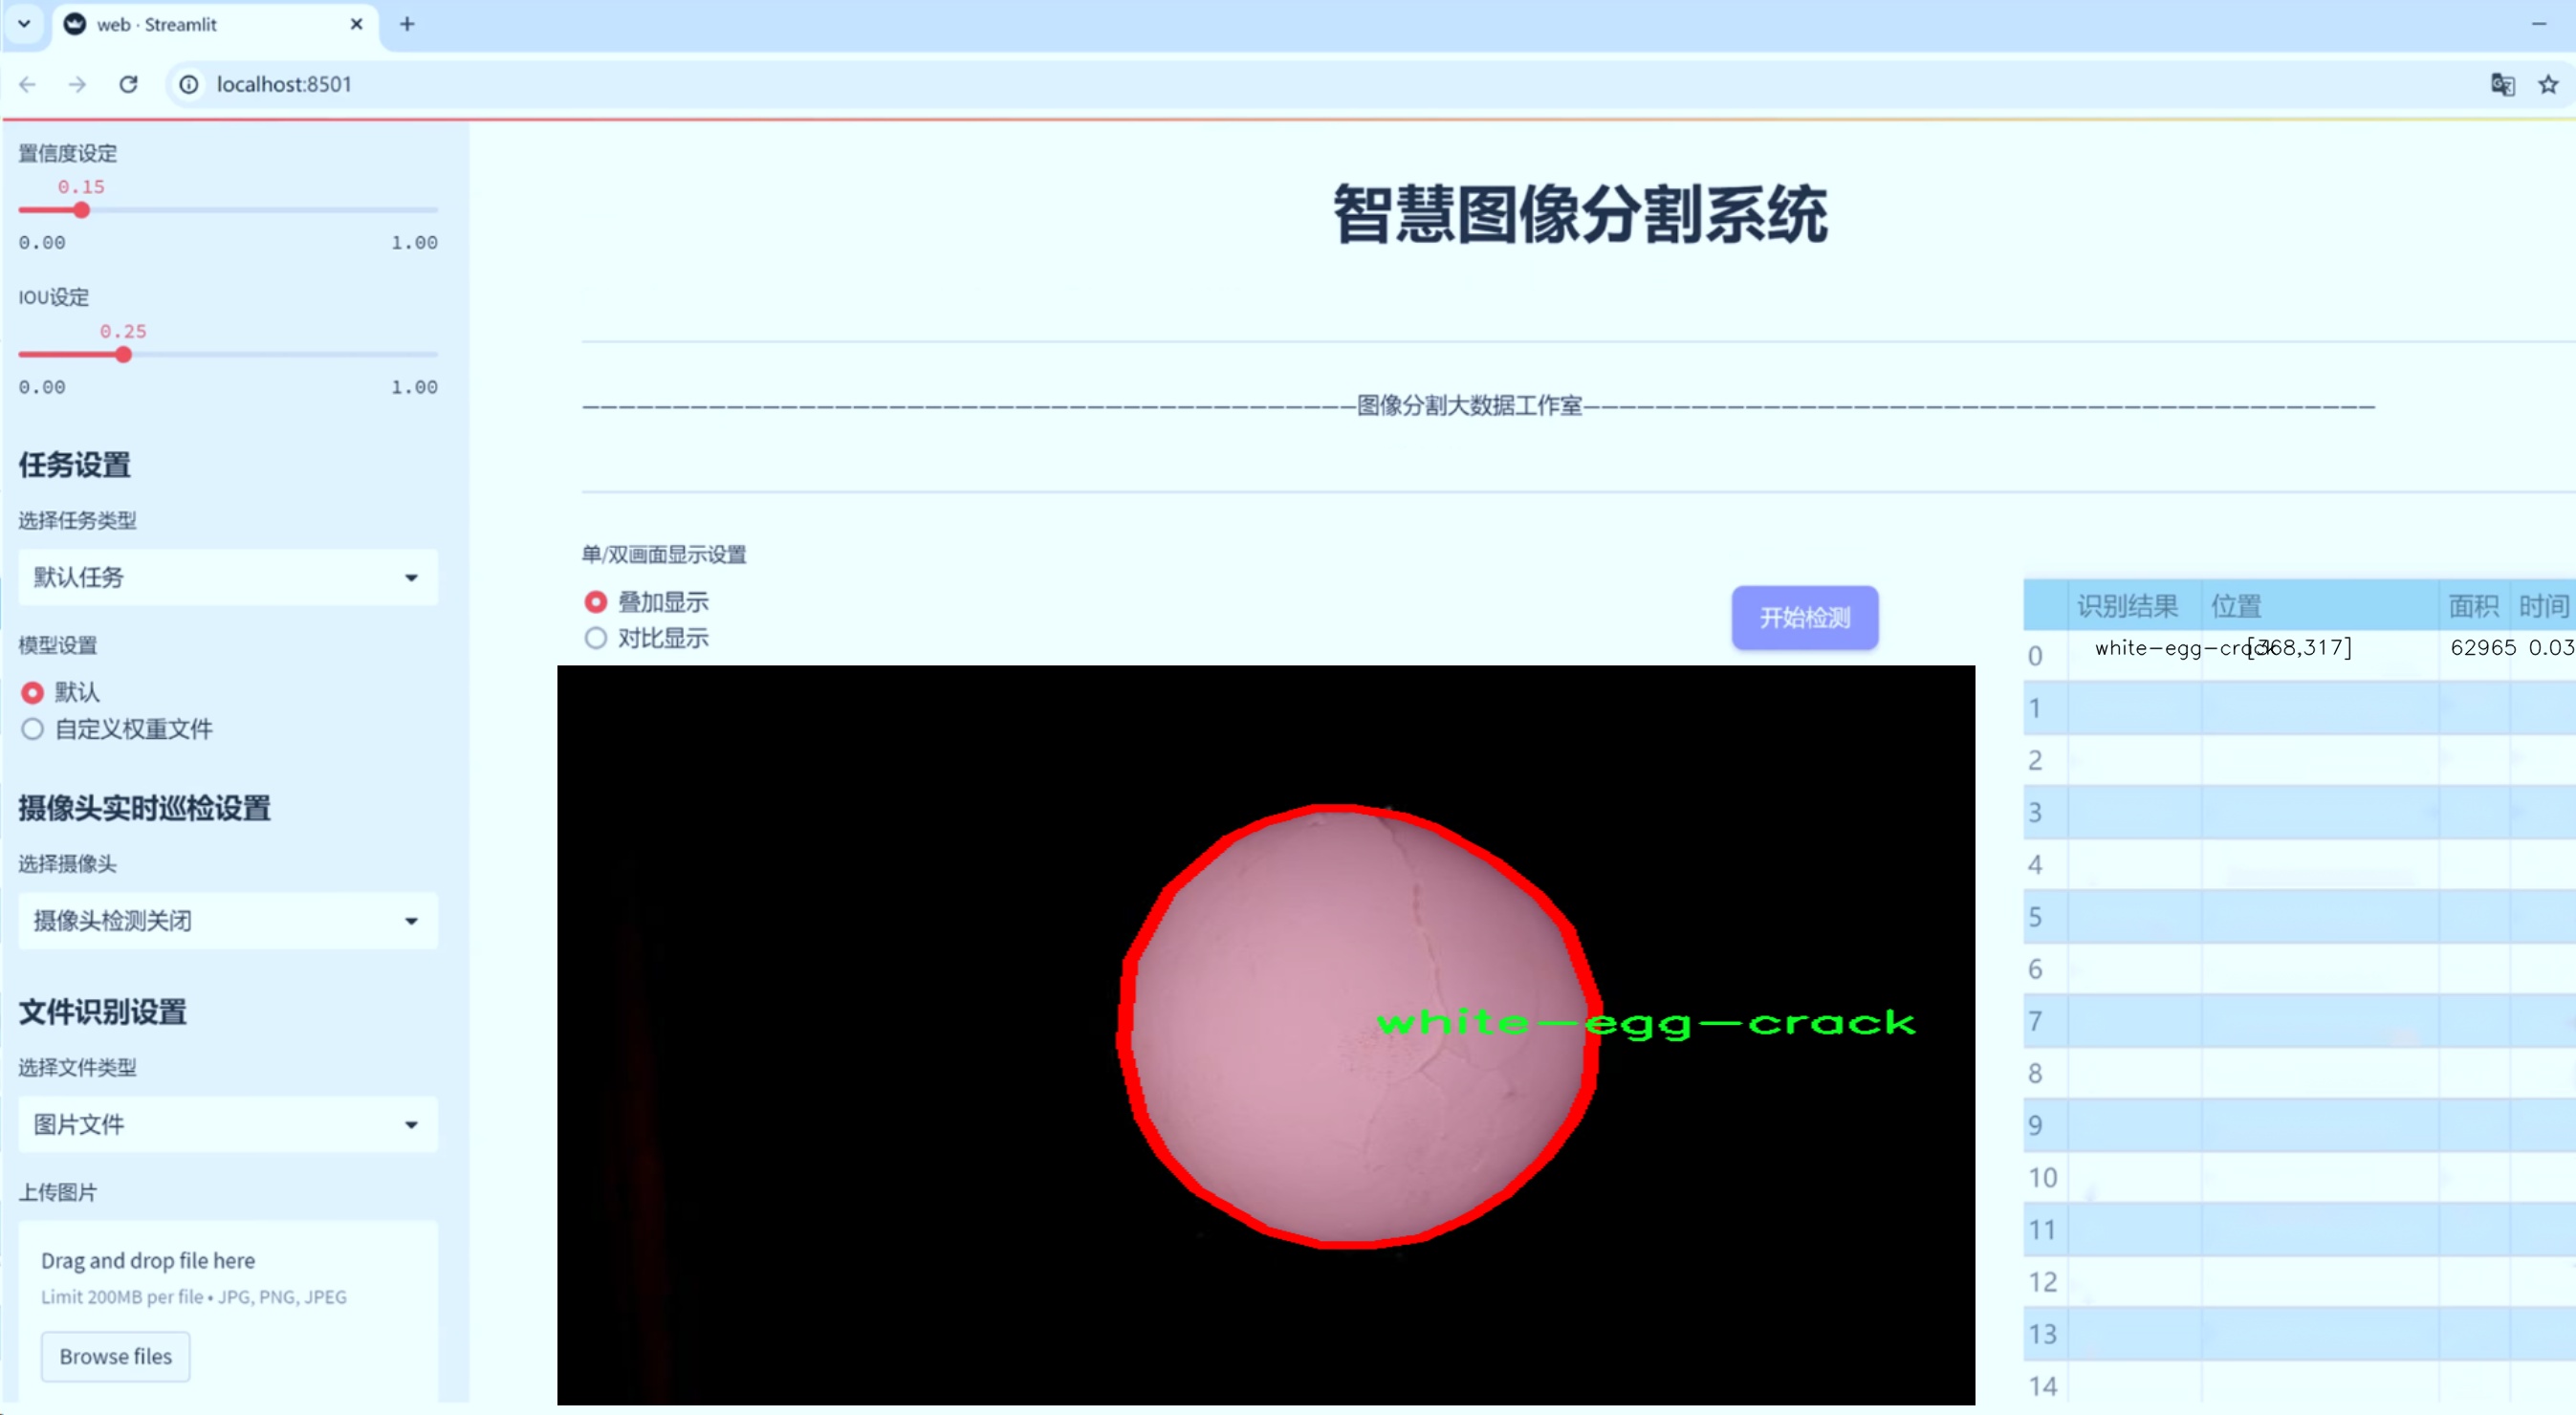 web · Streamlit
localhost:8501
置信度设定
0.15
0.00 1.00
IOU设定
0.25
0.00 1.00
任务设置
选择任务类型
默认任务
模型设置
默认
自定义权重文件
摄像头实时巡检设置
选择摄像头
摄像头检测关闭
文件识别设置
选择文件类型
图片文件
上传图片
Drag and drop file here
Limit 200MB per file • JPG, PNG, JPEG
Browse files
智慧图像分割系统
图像分割大数据工作室
单/双画面显示设置
叠加显示
对比显示
开始检测
white-egg-crack
识别结果 位置 面积 时间
0 white-egg-crack [368,317] 62965 0.03
1
2
3
4
5
6
7
8
9
10
11
12
13
14